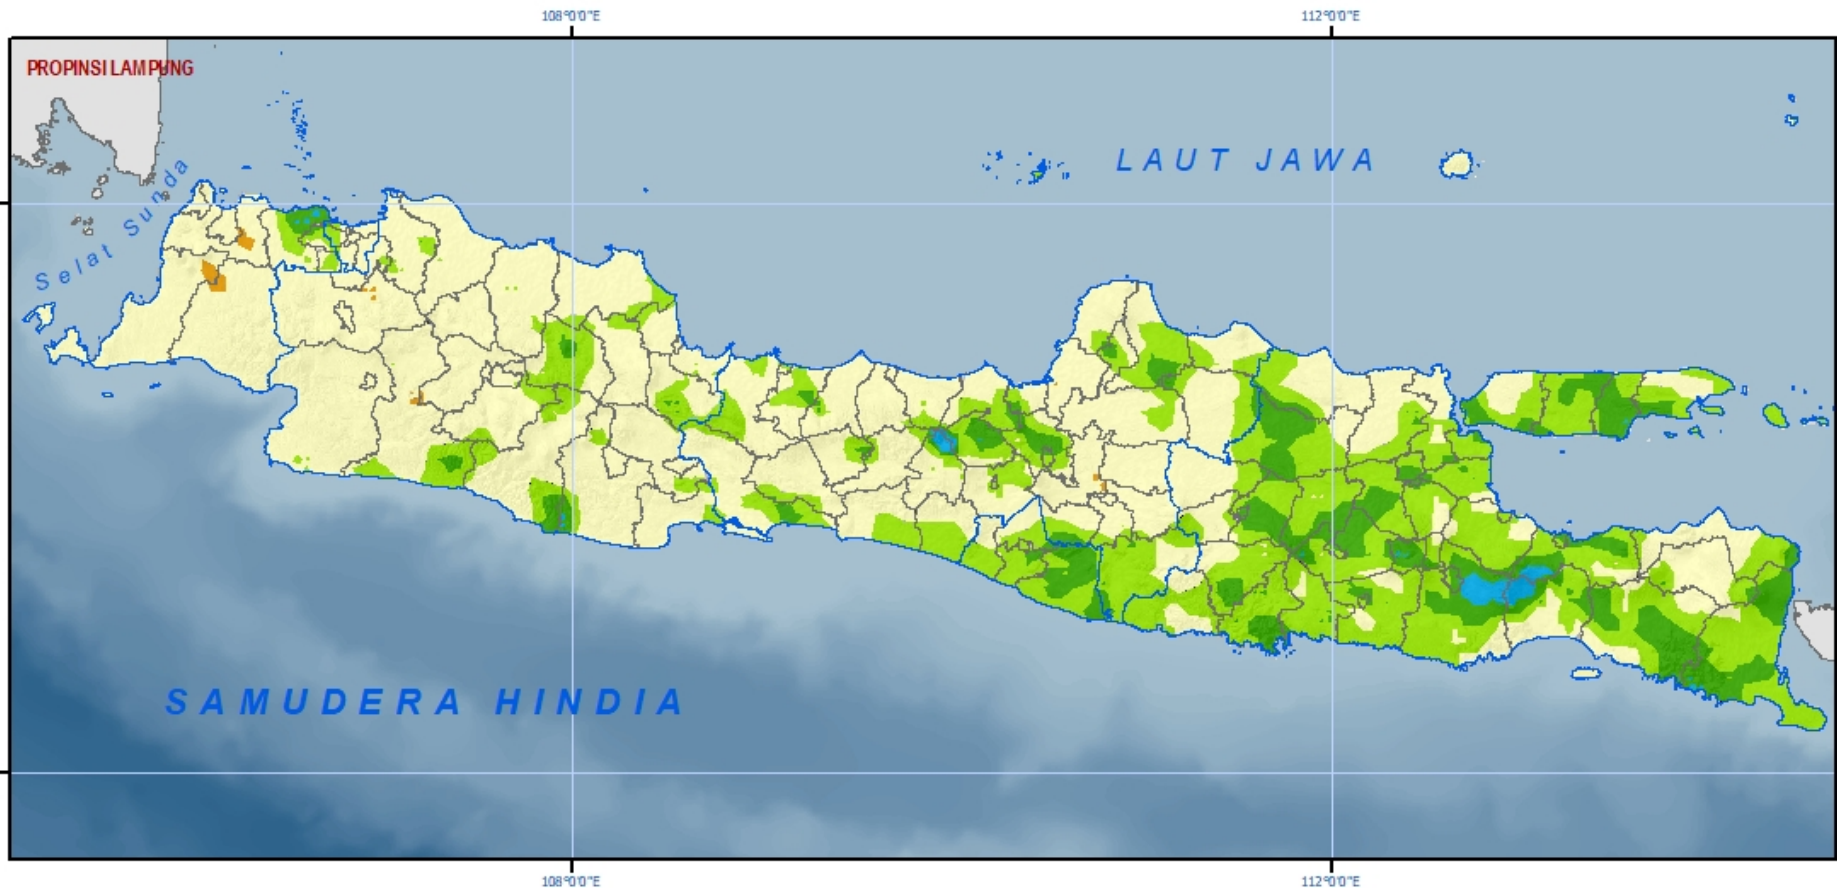 108°0'0"E
112°0'0"E
PROPINSI LAMPUNG
LAUT JAWA
Selat Sunda
SAMUDERA HINDIA
108°0'0"E
112°0'0"E